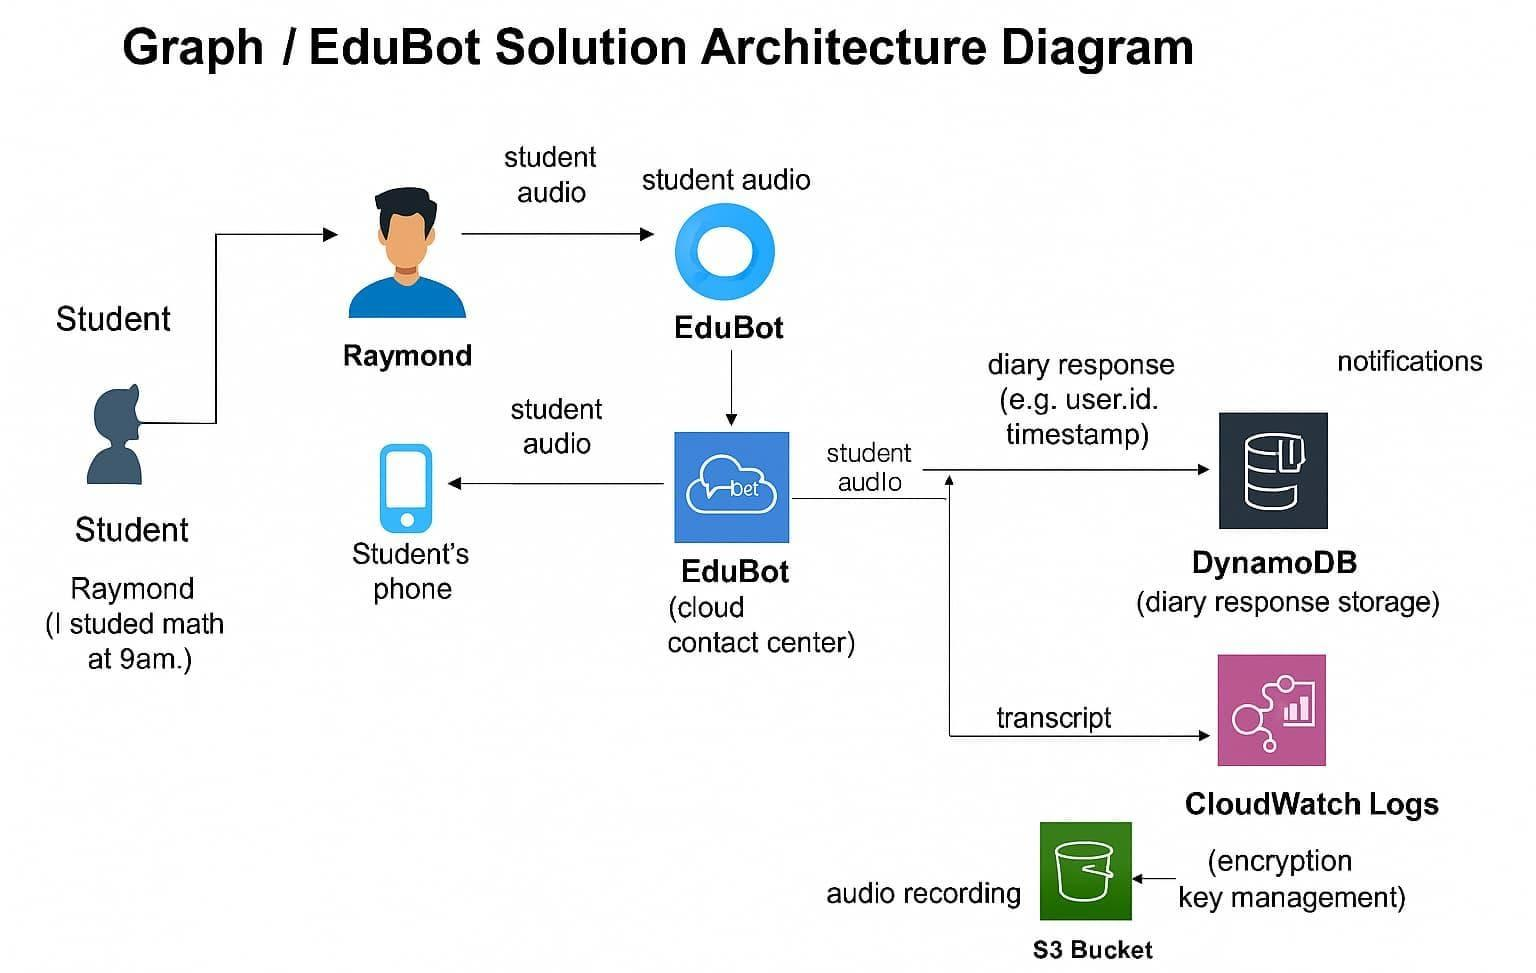 Graph / EduBot Solution Architecture Diagram
student
audio
student audio
EduBot
Raymond
Student
Student
Raymond
(I studed math
at 9am.)
student
audio
Student's
phone
bet
EduBot
(cloud
contact center)
student
audIo
diary response
(e.g. user.id.
timestamp)
notifications
DynamoDB
(diary response storage)
transcript
CloudWatch Logs
(encryption
key management)
audio recording
S3 Bucket